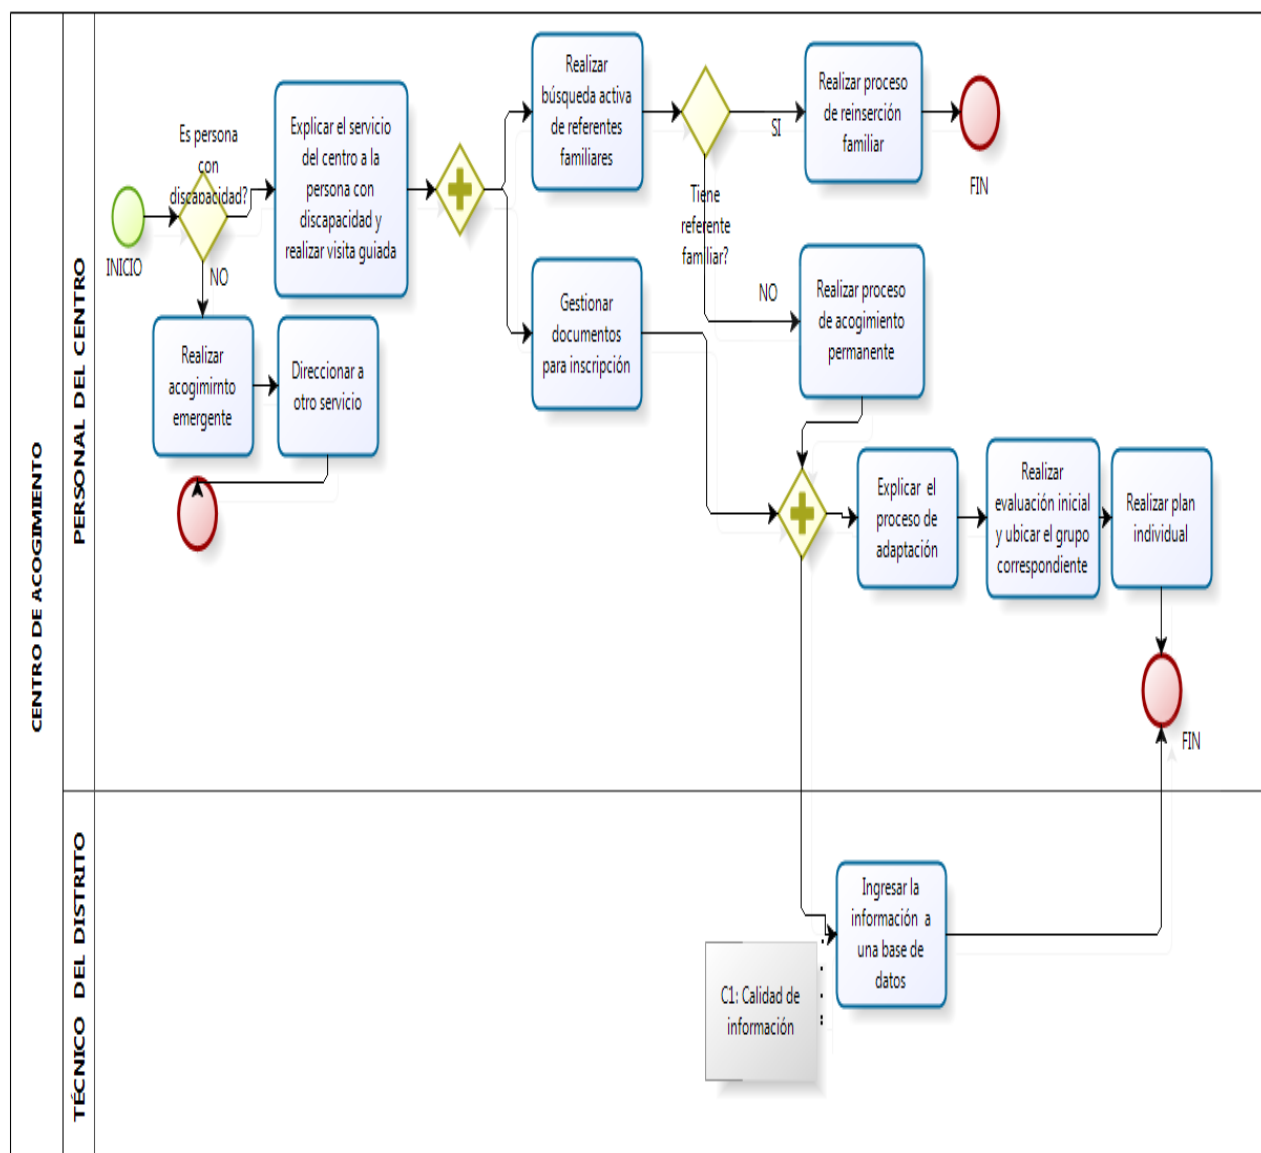 CENTRO DE ACOGIMIENTO
PERSONAL DEL CENTRO
INICIO
Es persona
con
discapacidad?
NO
Realizar
acogimirnto
emergente
Direccionar a
otro servicio
Explicar el servicio
del centro a la
persona con
discapacidad y
realizar visita guiada
Realizar
búsqueda activa
de referentes
familiares
Gestionar
documentos
para inscripción
Tiene
referente
familiar?
SI
Realizar proceso
de reinserción
familiar
FIN
NO
Realizar proceso
de acogimiento
permanente
Explicar el
proceso de
adaptación
Realizar
evaluación inicial
y ubicar el grupo
correspondiente
Realizar plan
individual
FIN
TÉCNICO DEL DISTRITO
Ingresar la
información a
una base de
datos
C1: Calidad de
información